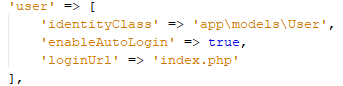 'user' => [
'identityClass' => 'app\models\User',
'enableAutoLogin' => true,
'loginUrl' => 'index.php'
],